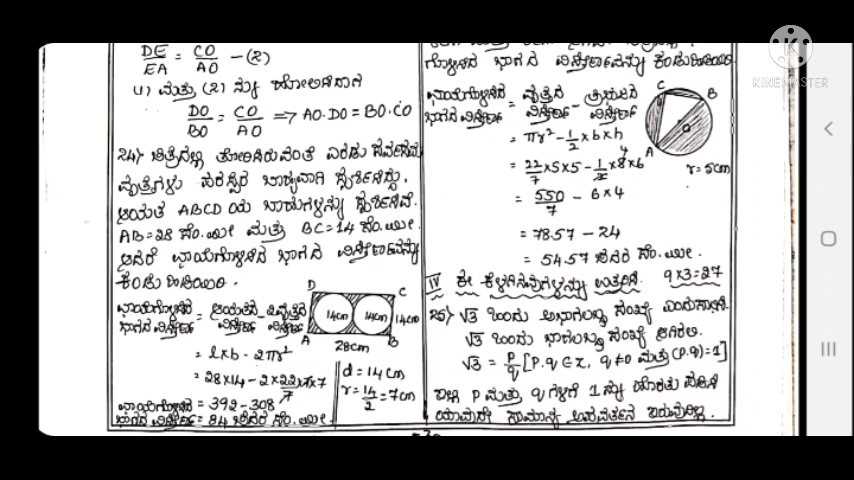 DE/EA = CO/AO – (2)
(1) ಮತ್ತು (2) ನ್ನು ಹೋಲಿಸಿದಾಗ
DO/BO = CO/AO ⟹ AO·DO = BO·CO
24) ಚಿತ್ರದಲ್ಲಿ ತೋರಿಸಿರುವಂತೆ ಎರಡು ಸರ್ವಸಮ
ವೃತ್ತಗಳು ಪರಸ್ಪರ ಬಾಹ್ಯವಾಗಿ ಸ್ಪರ್ಶಿಸಿದ್ದು,
ಆಯತ ABCD ಯ ಬಾಹುಗಳನ್ನು ಸ್ಪರ್ಶಿಸಿವೆ.
AB=28 ಸೆಂ.ಮೀ ಮತ್ತು BC=14 ಸೆಂ.ಮೀ.
ಆದರೆ ಛಾಯೆಗೊಳಿಸಿದ ಭಾಗದ ವಿಸ್ತೀರ್ಣವನ್ನು
ಕಂಡು ಹಿಡಿಯಿರಿ.
ಛಾಯೆಗೊಳಿಸಿದ ಭಾಗದ ವಿಸ್ತೀರ್ಣ = ಆಯತದ ವಿಸ್ತೀರ್ಣ – 2 ವೃತ್ತದ ವಿಸ್ತೀರ್ಣ
D C
14cm 14cm 14cm
A B
28cm
= l×b - 2πr²
= 28×14 - 2×22/7×7×7
d = 14cm
r = 14/2 = 7cm
= 392 - 308
ಛಾಯೆಗೊಳಿಸಿದ ಭಾಗದ ವಿಸ್ತೀರ್ಣ = 84 ಚದರ ಸೆಂ.ಮೀ.
ಗೊಳಿಸಿದ ಭಾಗದ ವಿಸ್ತೀರ್ಣವನ್ನು ಕಂಡುಹಿಡಿಯಿರಿ.
ಛಾಯೆಗೊಳಿಸಿದ ಭಾಗದ ವಿಸ್ತೀರ್ಣ = ವೃತ್ತದ ವಿಸ್ತೀರ್ಣ – ತ್ರಿಭುಜದ ವಿಸ್ತೀರ್ಣ
C B
O
A
r = 5cm
= πr² - 1/2×b×h
= 22/7×5×5 - 1/2×8×6
4
= 550/7 - 6×4
= 78.57 - 24
= 54.57 ಚದರ ಸೆಂ.ಮೀ.
IV ಈ ಕೆಳಗಿನವುಗಳನ್ನು ಉತ್ತರಿಸಿ 9×3=27
25) √3 ಒಂದು ಅಭಾಗಲಬ್ಧ ಸಂಖ್ಯೆ ಎಂದು ಸಾಧಿಸಿ.
√3 ಒಂದು ಭಾಗಲಬ್ಧ ಸಂಖ್ಯೆ ಆಗಿರಲಿ.
√3 = p/q [P.q ∈ z, q ≠ 0 ಮತ್ತು (P.q)=1]
ಇಲ್ಲಿ P ಮತ್ತು q ಗಳಿಗೆ 1 ನ್ನು ಹೊರತು ಪಡಿಸಿ
ಯಾವುದೇ ಸಾಮಾನ್ಯ ಅಪವರ್ತನ ಇರುವುದಿಲ್ಲ.
KINEMASTER